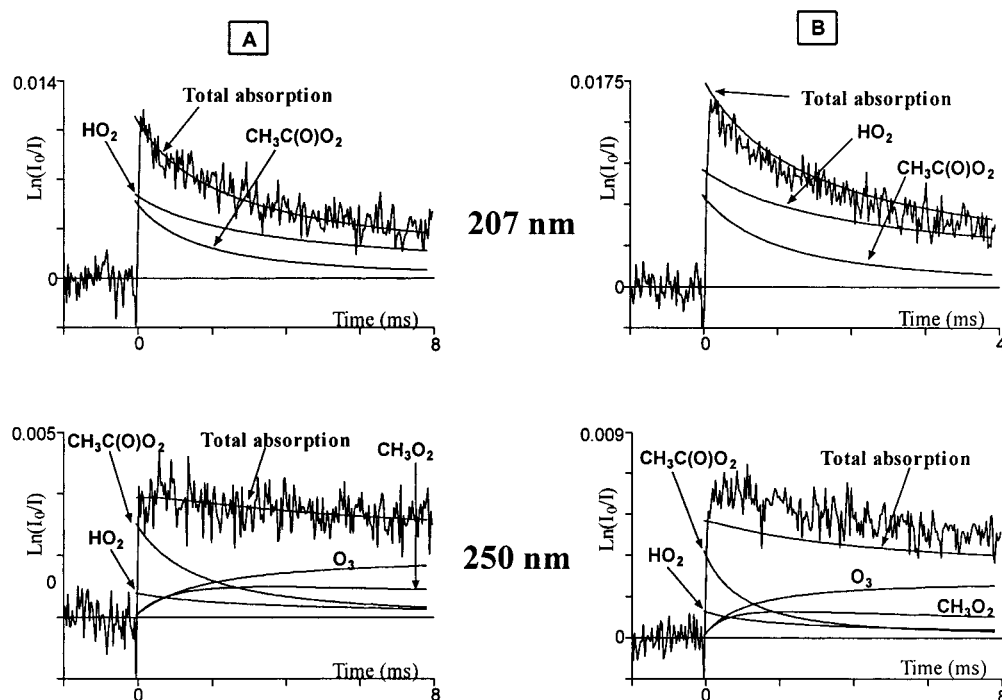 A
B
0.014
Total absorption
HO2
CH3C(O)O2
Ln(I0/I)
0
Time (ms)
0
8
207 nm
0.0175
Total absorption
HO2
CH3C(O)O2
Ln(I0/I)
0
Time (ms)
0
4
0.005
CH3C(O)O2
Total absorption
CH3O2
Ln(I0/I)
HO2
O3
0
Time (ms)
0
8
250 nm
0.009
CH3C(O)O2
Total absorption
Ln(I0/I)
HO2
O3
CH3O2
0
Time (ms)
0
8